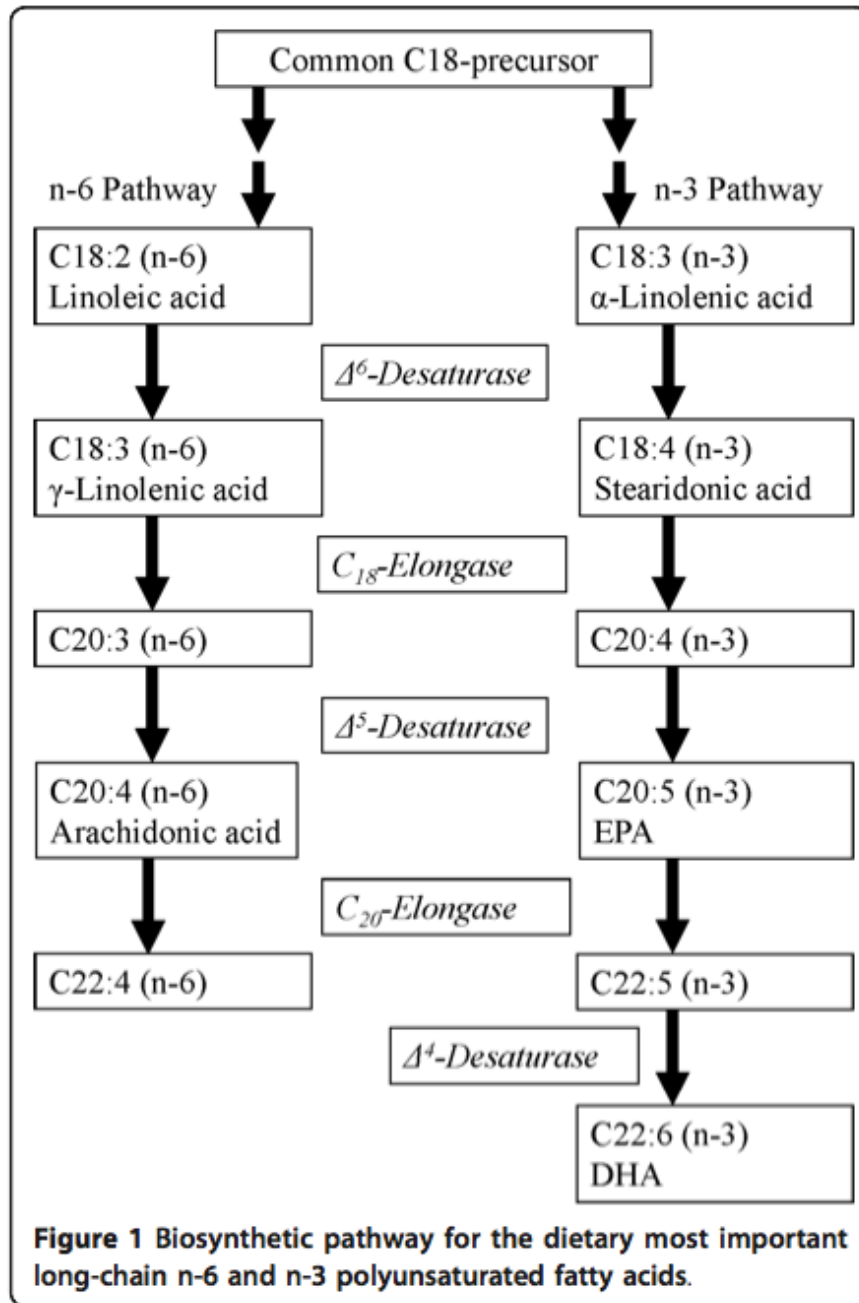 Common C18-precursor
n-6 Pathway
n-3 Pathway
C18:2 (n-6)
Linoleic acid
C18:3 (n-3)
α-Linolenic acid
Δ⁶-Desaturase
C18:3 (n-6)
γ-Linolenic acid
C18:4 (n-3)
Stearidonic acid
C₁₈-Elongase
C20:3 (n-6)
C20:4 (n-3)
Δ⁵-Desaturase
C20:4 (n-6)
Arachidonic acid
C20:5 (n-3)
EPA
C₂₀-Elongase
C22:4 (n-6)
C22:5 (n-3)
Δ⁴-Desaturase
C22:6 (n-3)
DHA
Figure 1 Biosynthetic pathway for the dietary most important
long-chain n-6 and n-3 polyunsaturated fatty acids.